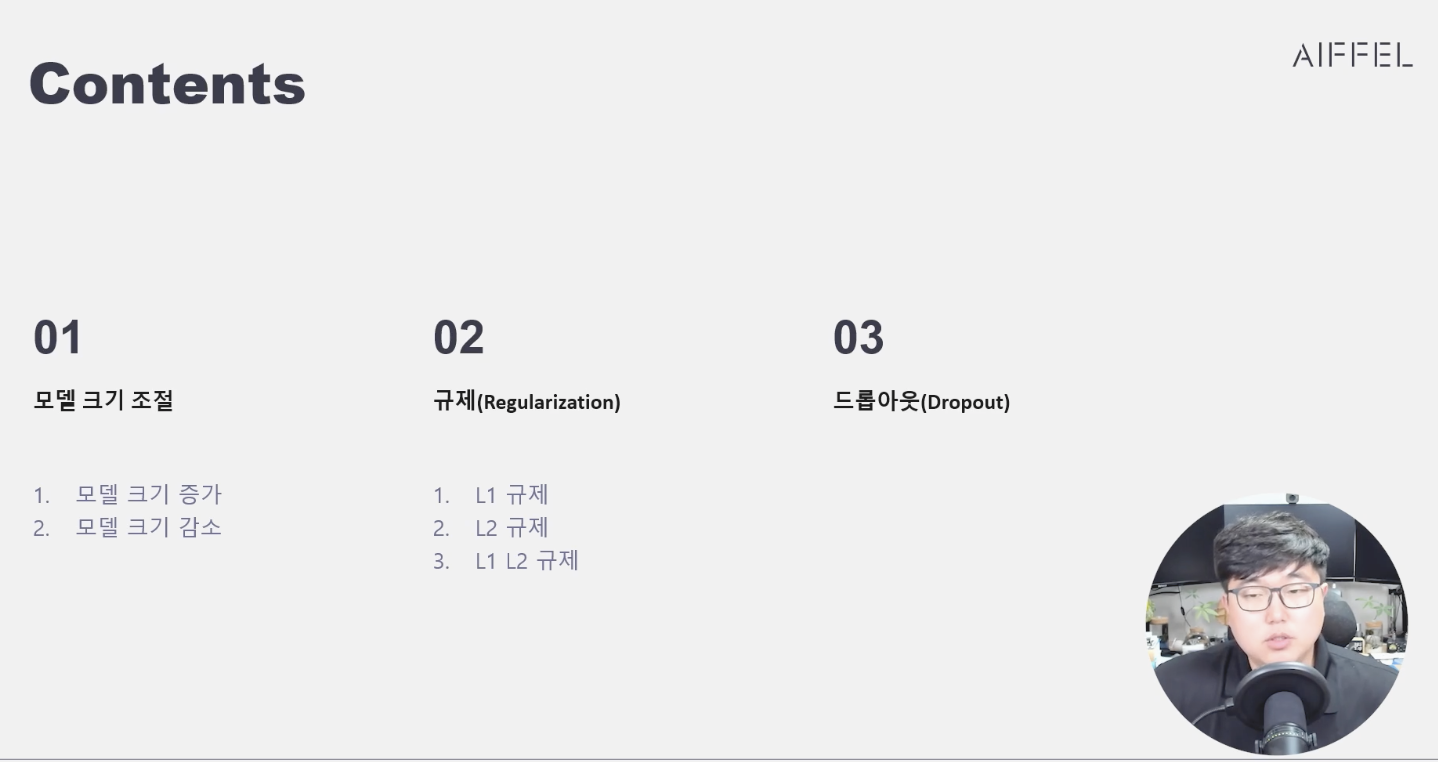 Contents
AIFFEL
01
모델 크기 조절
1. 모델 크기 증가
2. 모델 크기 감소
02
규제(Regularization)
1. L1 규제
2. L2 규제
3. L1 L2 규제
03
드롭아웃(Dropout)